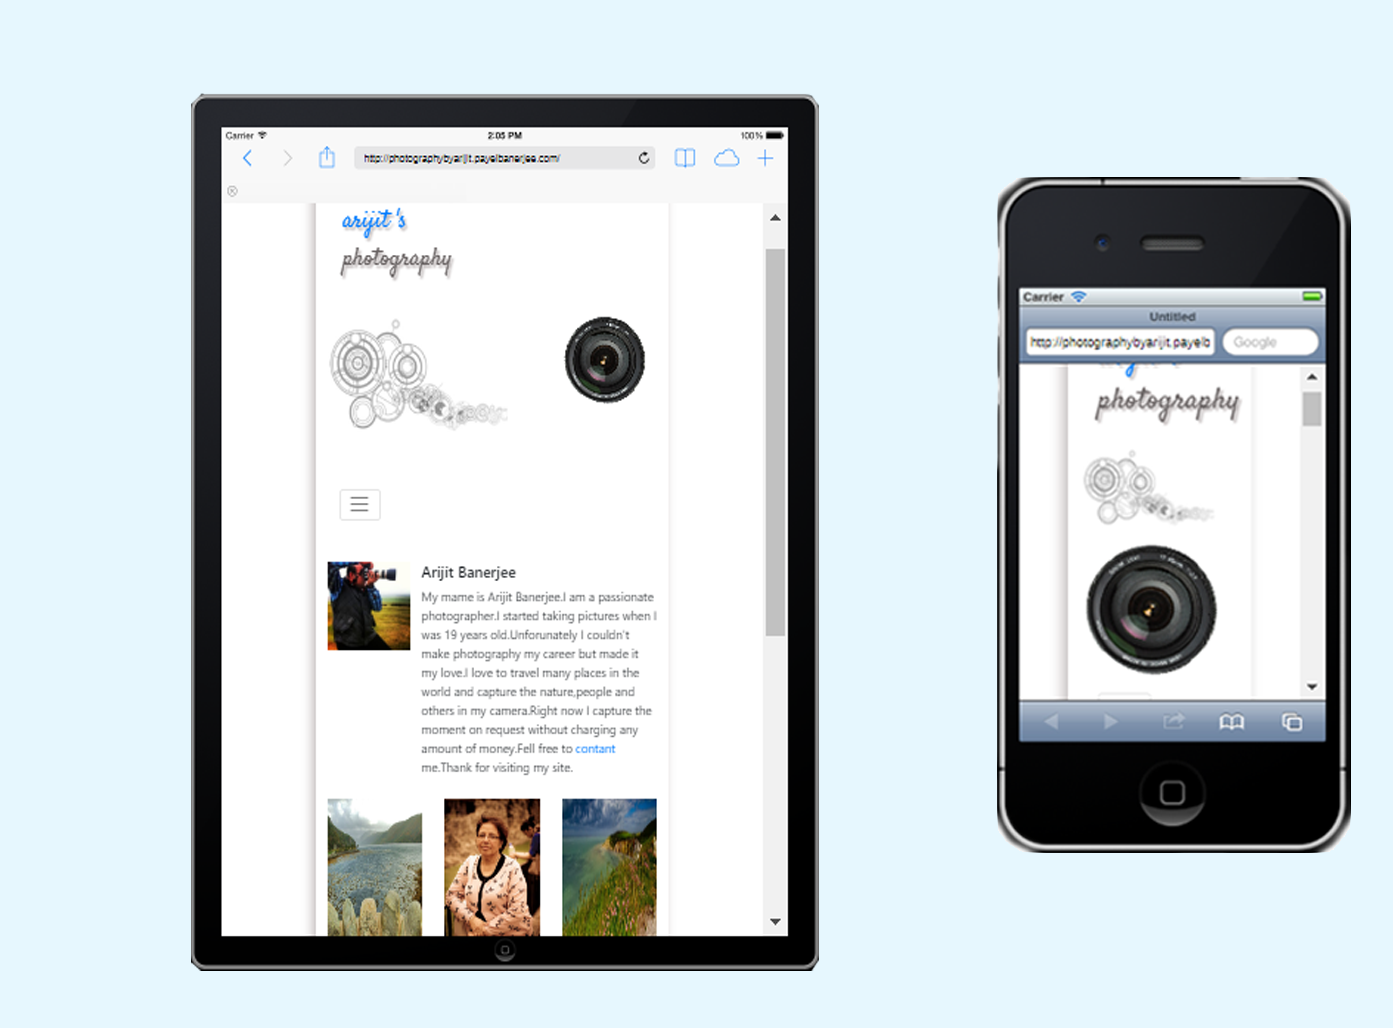 Carrier
2:05 PM
100%
http://photographybyarijit.payelbanerjee.com/
arijit's
photography
Arijit Banerjee
My mame is Arijit Banerjee.I am a passionate
photographer.I started taking pictures when I
was 19 years old.Unforunately I couldn't
make photography my career but made it
my love.I love to travel many places in the
world and capture the nature,people and
others in my camera.Right now I capture the
moment on request without charging any
amount of money.Fell free to contant
me.Thank for visiting my site.
Carrier
Untitled
http://photographybyarijit.payelb
Google
photography